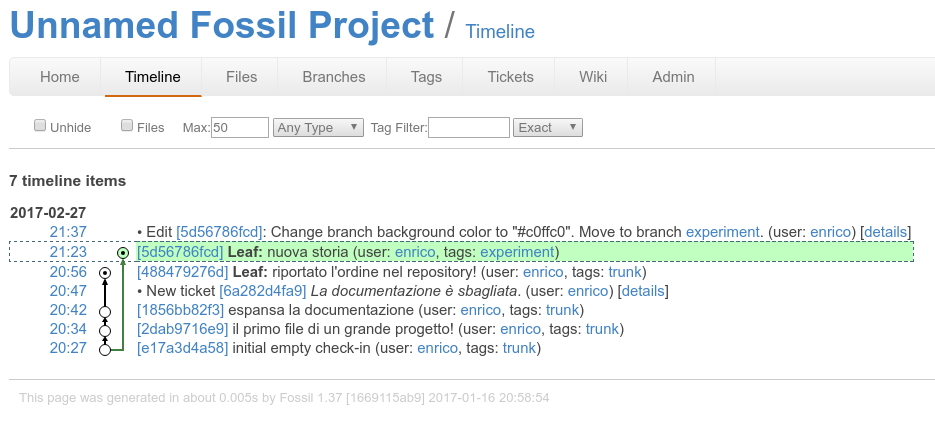 Unnamed Fossil Project / Timeline
Home Timeline Files Branches Tags Tickets Wiki Admin
Unhide Files Max: 50 Any Type Tag Filter: Exact
7 timeline items
2017-02-27
21:37 • Edit [5d56786fcd]: Change branch background color to "#c0ffc0". Move to branch experiment. (user: enrico) [details]
21:23 [5d56786fcd] Leaf: nuova storia (user: enrico, tags: experiment)
20:56 [488479276d] Leaf: riportato l'ordine nel repository! (user: enrico, tags: trunk)
20:47 • New ticket [6a282d4fa9] La documentazione è sbagliata. (user: enrico) [details]
20:42 [1856bb82f3] espansa la documentazione (user: enrico, tags: trunk)
20:34 [2dab9716e9] il primo file di un grande progetto! (user: enrico, tags: trunk)
20:27 [e17a3d4a58] initial empty check-in (user: enrico, tags: trunk)
This page was generated in about 0.005s by Fossil 1.37 [1669115ab9] 2017-01-16 20:58:54